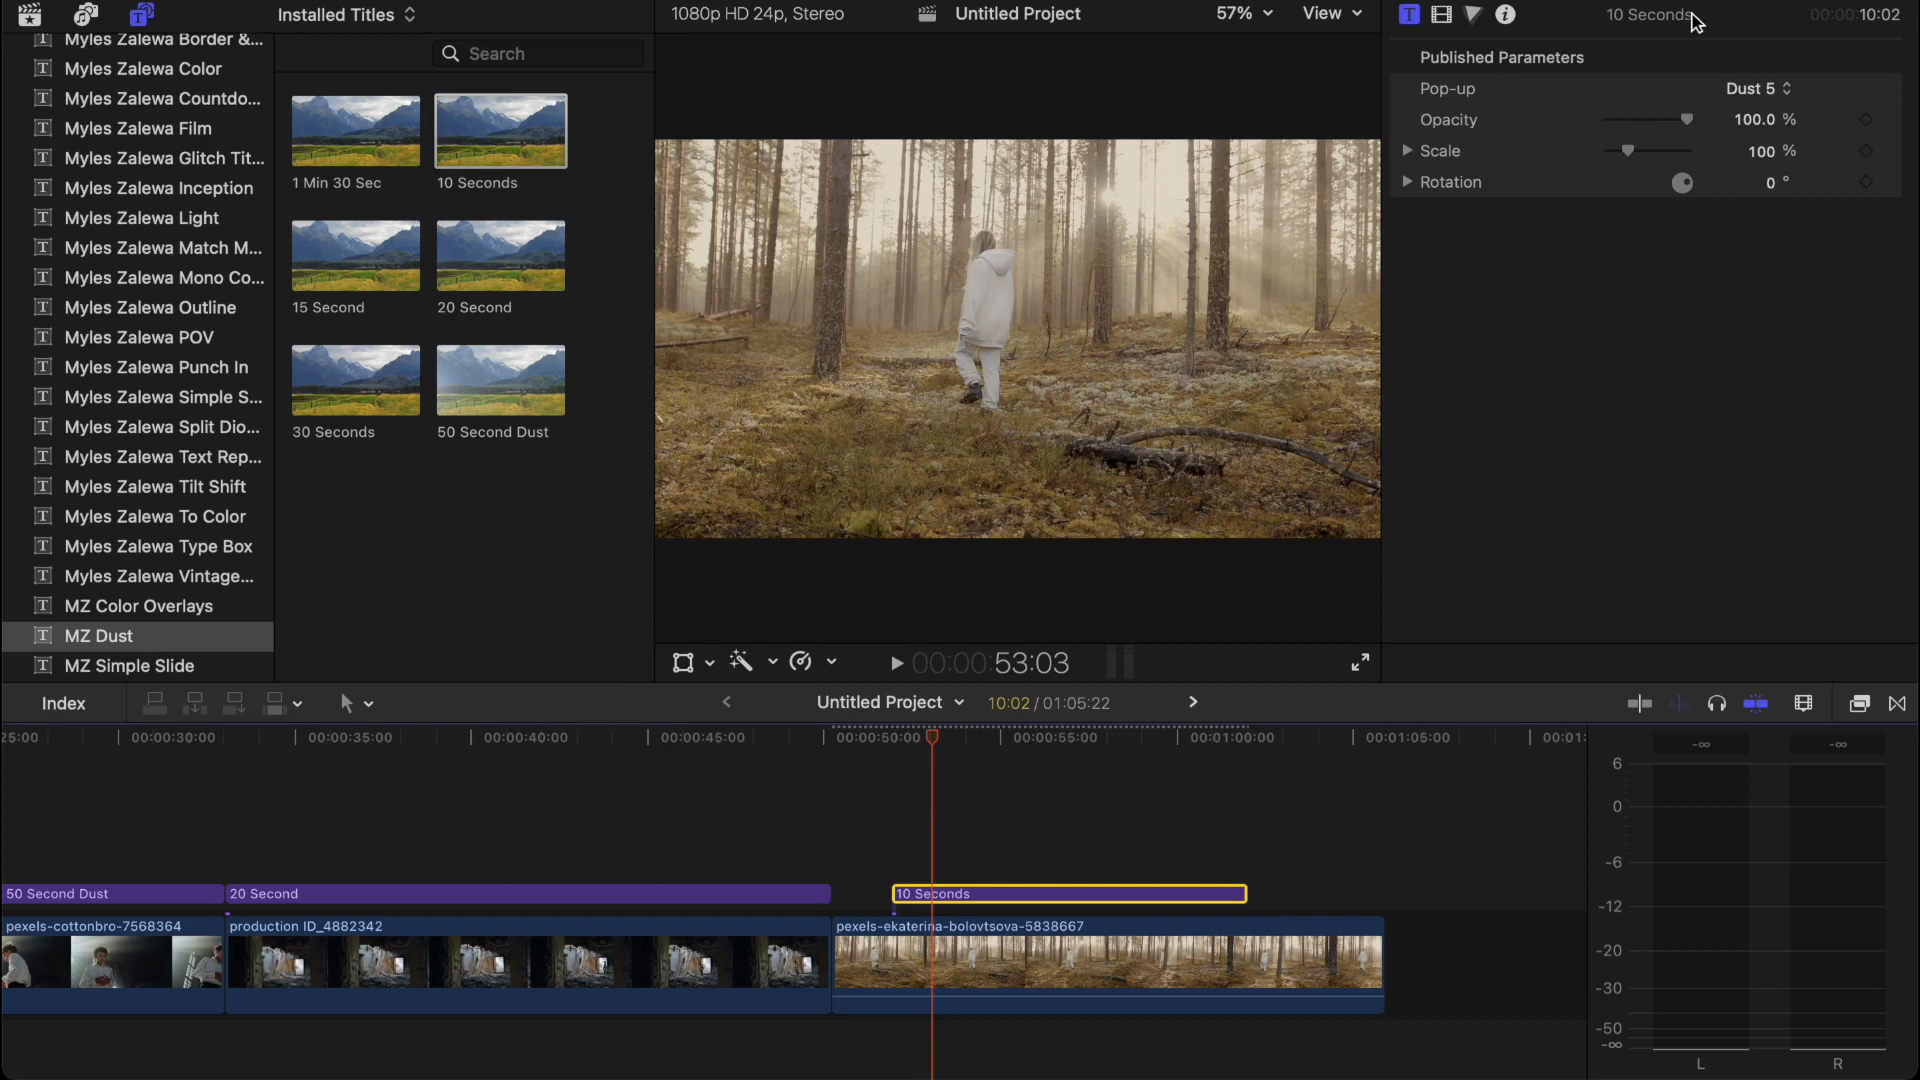 Installed Titles
1080p HD 24p, Stereo
Untitled Project
57%
View
10 Seconds
00:00:10:02
Myles Zalewa Border &...
Myles Zalewa Color
Myles Zalewa Countdo...
Myles Zalewa Film
Myles Zalewa Glitch Tit...
Myles Zalewa Inception
Myles Zalewa Light
Myles Zalewa Match M...
Myles Zalewa Mono Co...
Myles Zalewa Outline
Myles Zalewa POV
Myles Zalewa Punch In
Myles Zalewa Simple S...
Myles Zalewa Split Dio...
Myles Zalewa Text Rep...
Myles Zalewa Tilt Shift
Myles Zalewa To Color
Myles Zalewa Type Box
Myles Zalewa Vintage...
MZ Color Overlays
MZ Dust
MZ Simple Slide
Search
1 Min 30 Sec
10 Seconds
15 Second
20 Second
30 Seconds
50 Second Dust
Published Parameters
Pop-up
Dust 5
Opacity
100.0 %
Scale
100 %
Rotation
0 °
00:00:53:03
Index
Untitled Project
10:02 / 01:05:22
25:00
00:00:30:00
00:00:35:00
00:00:40:00
00:00:45:00
00:00:50:00
00:00:55:00
00:01:00:00
00:01:05:00
00:01:
50 Second Dust
20 Second
10 Seconds
pexels-cottonbro-7568364
production ID_4882342
pexels-ekaterina-bolovtsova-5838667
-∞
-∞
6
0
-6
-12
-20
-30
-50
-∞
L
R